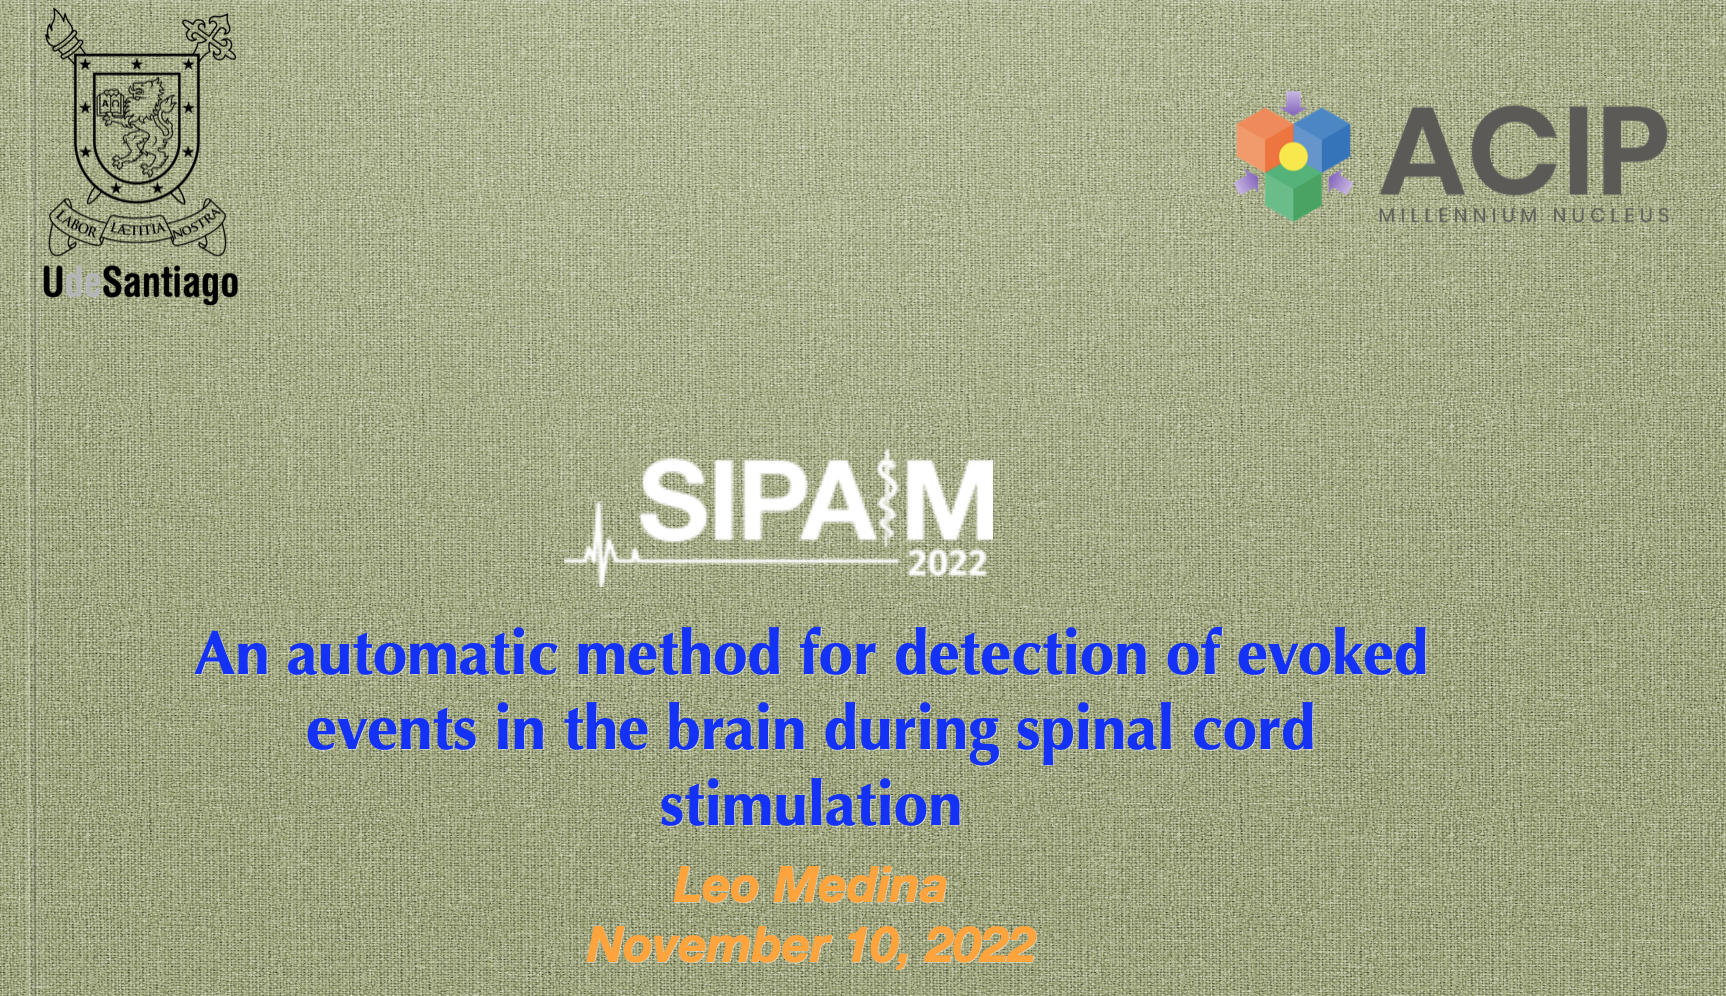 LABOR LÆTITIA NOSTRA
UdeSantiago
ACIP
MILLENNIUM NUCLEUS
SIPAIM
2022
An automatic method for detection of evoked
events in the brain during spinal cord
stimulation
Leo Medina
November 10, 2022